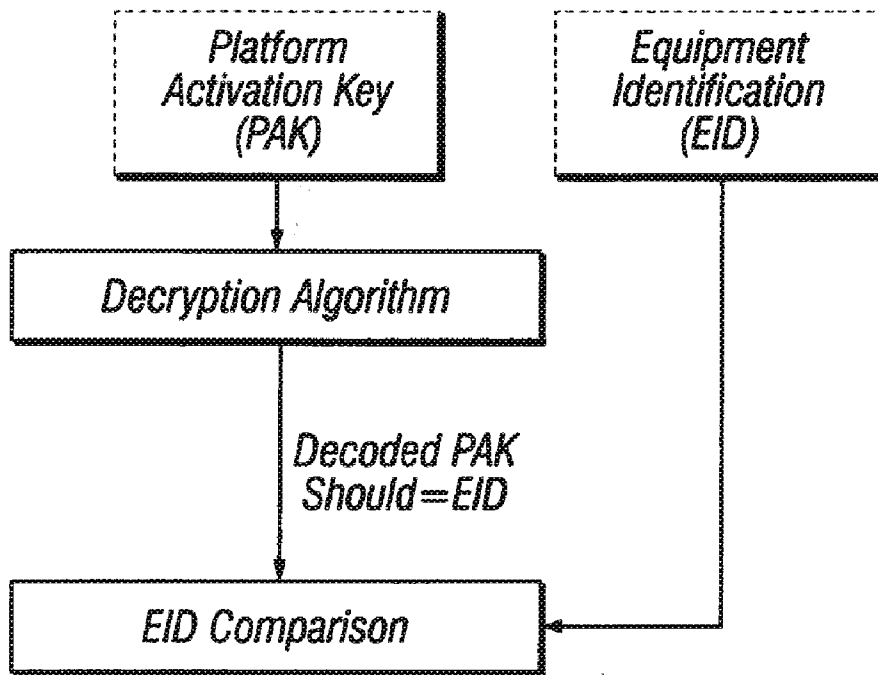 Platform
Activation Key
(PAK)
Equipment
Identification
(EID)
Decryption Algorithm
Decoded PAK
Should=EID
EID Comparison